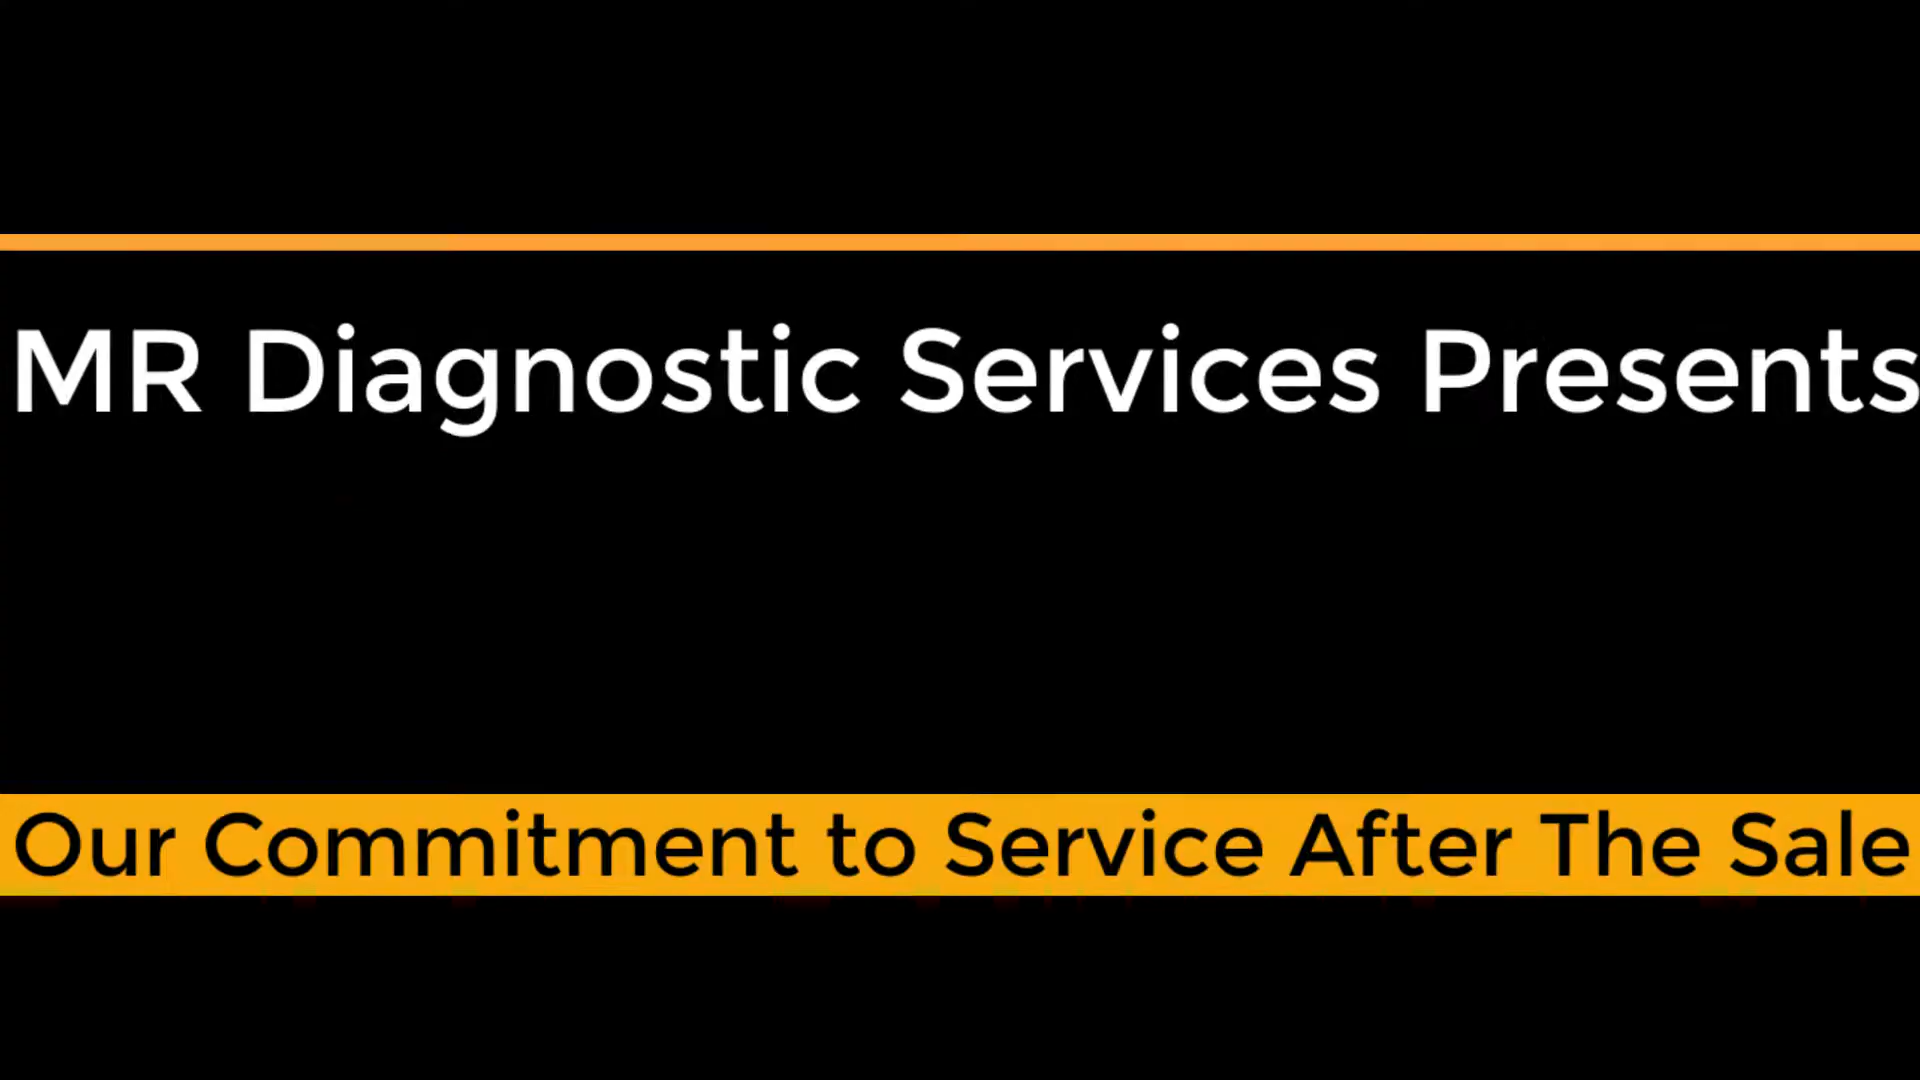 MR Diagnostic Services Presents
Our Commitment to Service After The Sale